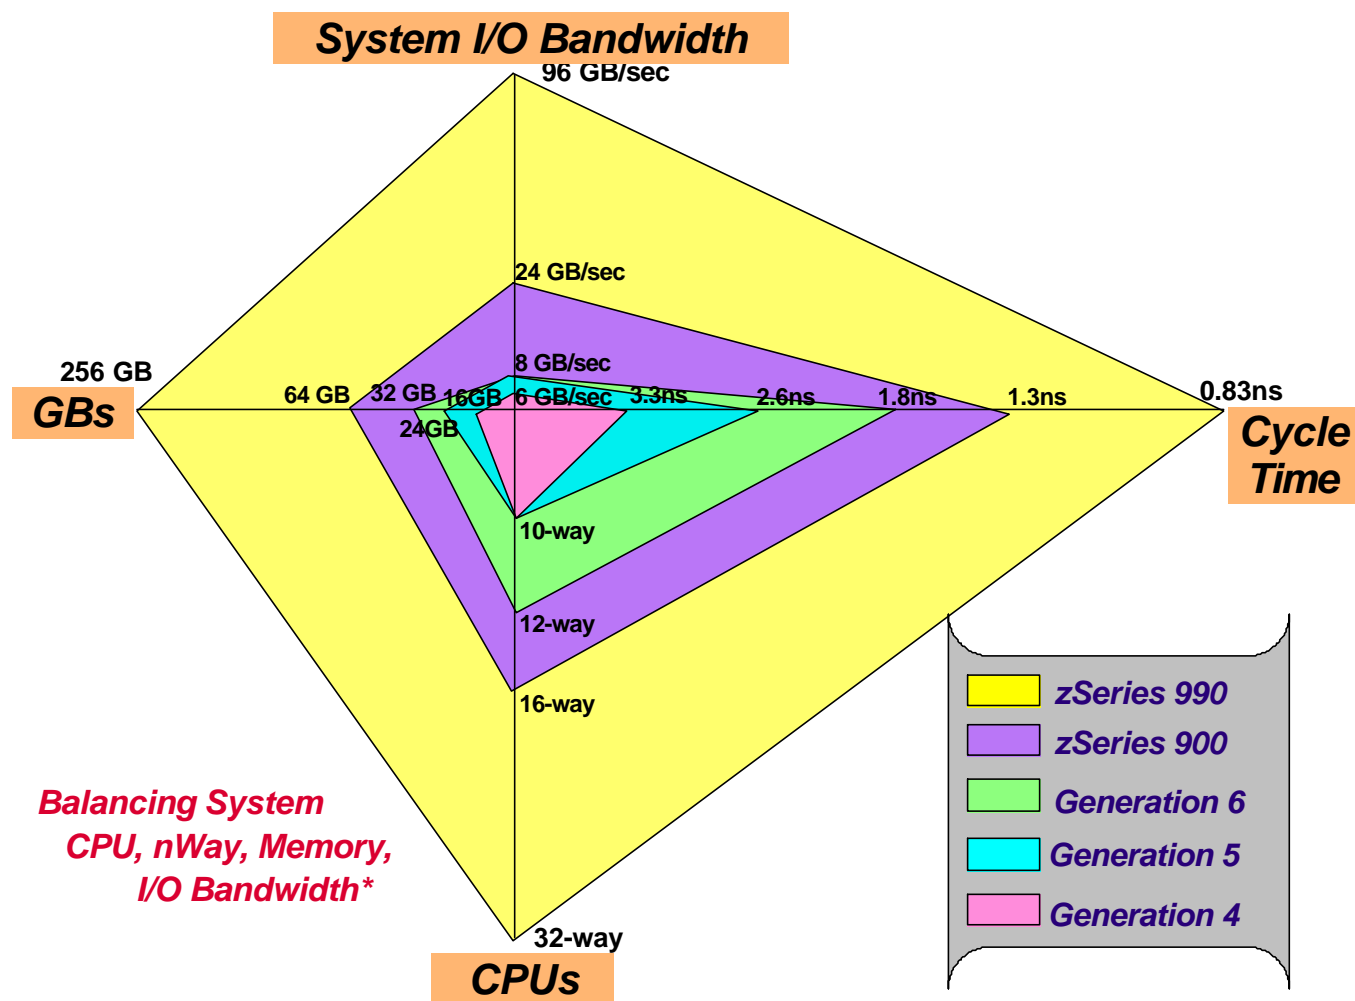 System I/O Bandwidth
96 GB/sec
24 GB/sec
8 GB/sec
256 GB
64 GB
32 GB
16GB
6 GB/sec
3.3ns
2.6ns
1.8ns
1.3ns
0.83ns
GBs
24GB
Cycle
Time
10-way
12-way
16-way
32-way
CPUs
Balancing System
CPU, nWay, Memory,
I/O Bandwidth*
zSeries 990
zSeries 900
Generation 6
Generation 5
Generation 4